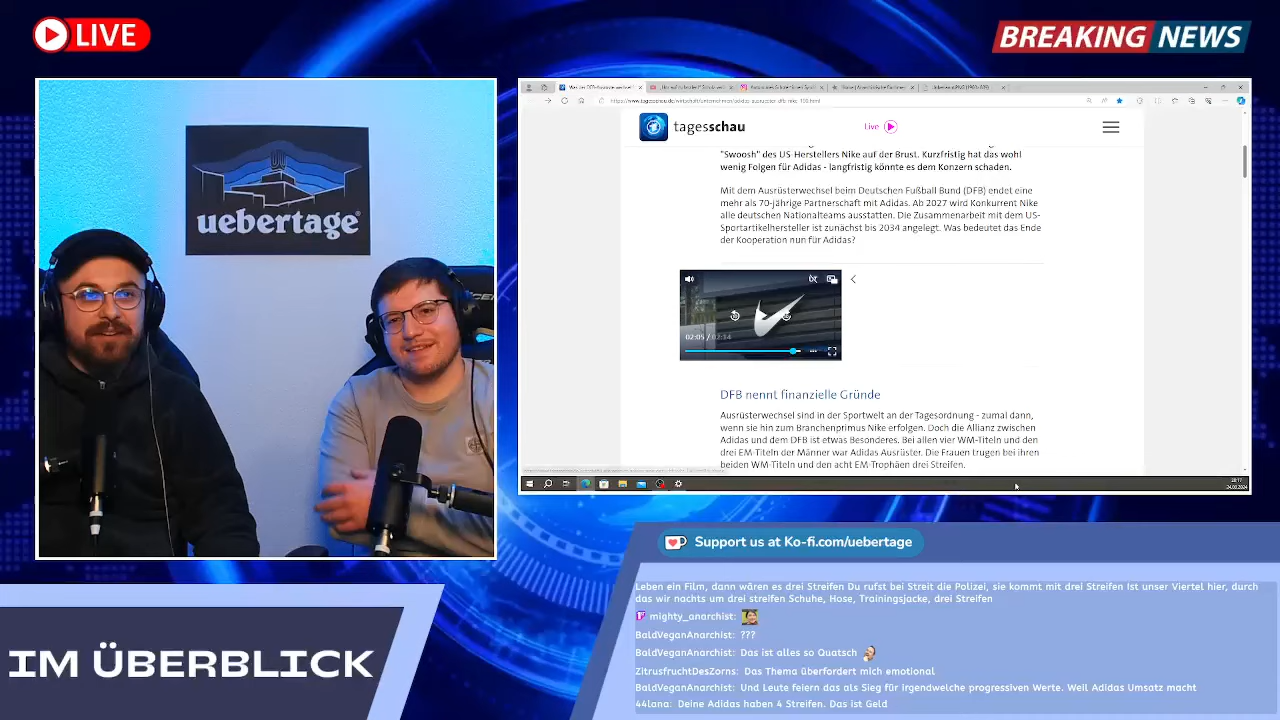 LIVE
BREAKING NEWS
uebertage
tagesschau
Live
"Swoosh" des US-Herstellers Nike auf der Brust. Kurzfristig hat das wohl
wenig Folgen für Adidas - langfristig könnte es dem Konzern schaden.
Mit dem Ausrüsterwechsel beim Deutschen Fußball Bund (DFB) endet eine
mehr als 70-jährige Partnerschaft mit Adidas. Ab 2027 wird Konkurrent Nike
alle deutschen Nationalteams ausstatten. Die Zusammenarbeit mit dem US-
Sportartikelhersteller ist zunächst bis 2034 angelegt. Was bedeutet das Ende
der Kooperation nun für Adidas?
02:05 / 02:14
DFB nennt finanzielle Gründe
Ausrüsterwechsel sind in der Sportwelt an der Tagesordnung - zumal dann,
wenn sie hin zum Branchenprimus Nike erfolgen. Doch die Allianz zwischen
Adidas und dem DFB ist etwas Besonderes. Bei allen vier WM-Titeln und den
drei EM-Titeln der Männer war Adidas Ausrüster. Die Frauen trugen bei ihren
beiden WM-Titeln und den acht EM-Trophäen drei Streifen.
Support us at Ko-fi.com/uebertage
Leben ein Film, dann wären es drei Streifen Du rufst bei Streit die Polizei, sie kommt mit drei Streifen Ist unser Viertel hier, durch
das wir nachts um drei streifen Schuhe, Hose, Trainingsjacke, drei Streifen
mighty_anarchist:
BaldVeganAnarchist: ???
BaldVeganAnarchist: Das ist alles so Quatsch
ZitrusfruchtDesZorns: Das Thema überfordert mich emotional
BaldVeganAnarchist: Und Leute feiern das als Sieg für irgendwelche progressiven Werte. Weil Adidas Umsatz macht
44lana: Deine Adidas haben 4 Streifen. Das ist Geld
IM ÜBERBLICK